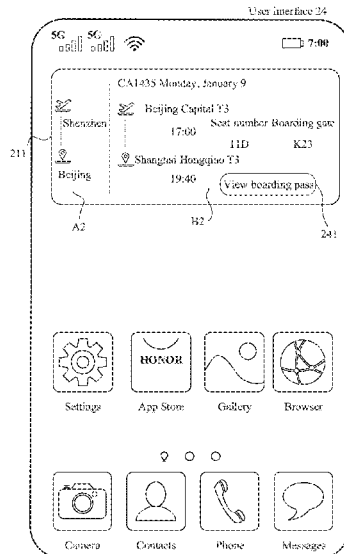 User interface 24
5G 5G 7:00
CA1435 Monday, January 9
Shenzhen
Beijing
A2
Beijing Capital T3
17:00
Shanghai Hongqiao T3
19:40
Seat number Boarding gate
11D K23
View boarding pass
B2
211
241
Settings
HONOR
App Store
Gallery
Browser
Camera
Contacts
Phone
Messages